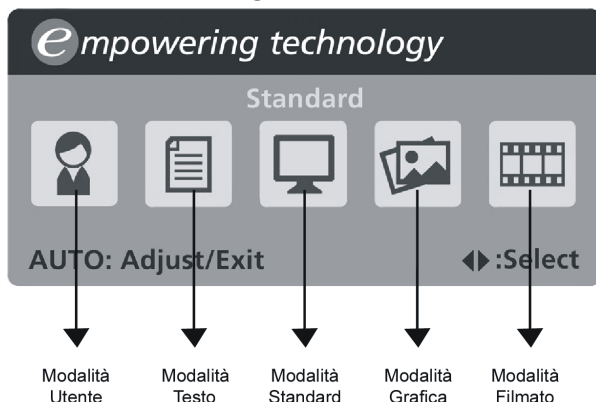 empowering technology
Standard
AUTO: Adjust/Exit ◀▶ :Select
Modalità Modalità Modalità Modalità Modalità
Utente Testo Standard Grafica Filmato